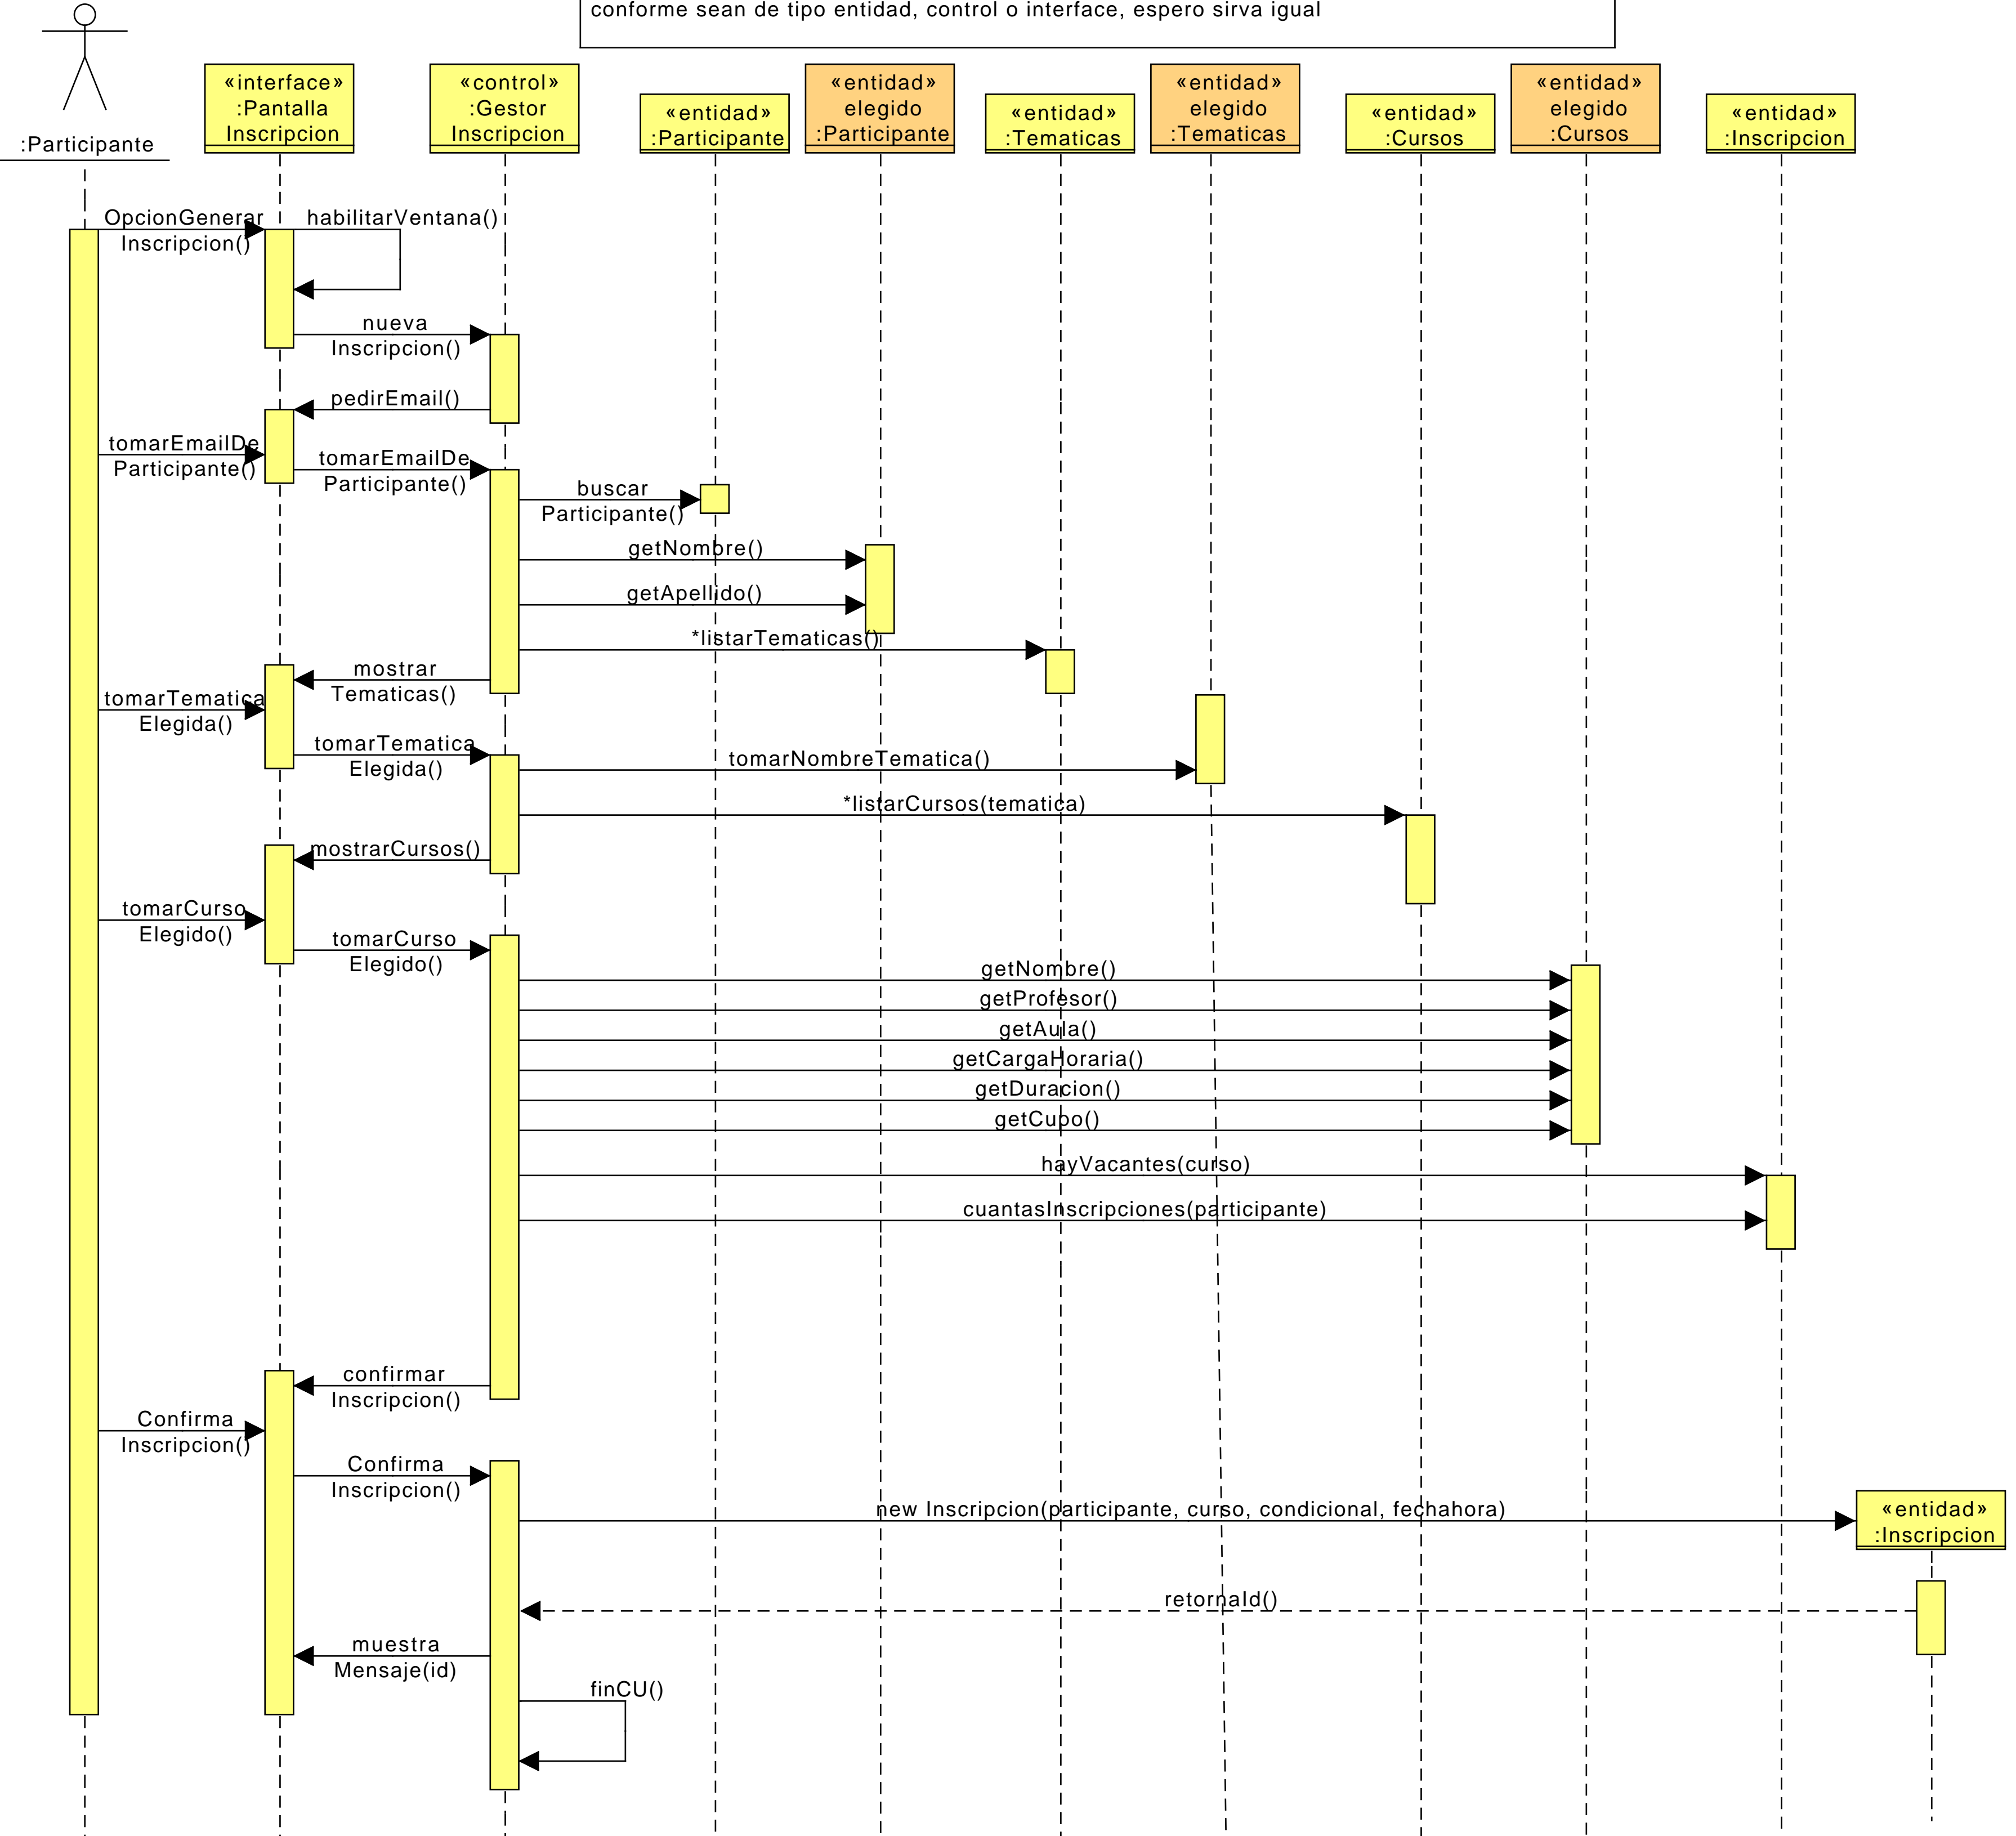 conforme sean de tipo entidad, control o interface, espero sirva igual
:Participante
«interface»
:Pantalla
Inscripcion
«control»
:Gestor
Inscripcion
«entidad»
:Participante
«entidad»
elegido
:Participante
«entidad»
:Tematicas
«entidad»
elegido
:Tematicas
«entidad»
:Cursos
«entidad»
elegido
:Cursos
«entidad»
:Inscripcion
OpcionGenerar
Inscripcion()
habilitarVentana()
nueva
Inscripcion()
pedirEmail()
tomarEmailDe
Participante()
tomarEmailDe
Participante()
buscar
Participante()
getNombre()
getApellido()
*listarTematicas()
mostrar
Tematicas()
tomarTematica
Elegida()
tomarTematica
Elegida()
tomarNombreTematica()
*listarCursos(tematica)
mostrarCursos()
tomarCurso
Elegido()
tomarCurso
Elegido()
getNombre()
getProfesor()
getAula()
getCargaHoraria()
getDuracion()
getCupo()
hayVacantes(curso)
cuantasInscripciones(participante)
confirmar
Inscripcion()
Confirma
Inscripcion()
Confirma
Inscripcion()
new Inscripcion(participante, curso, condicional, fechahora)
«entidad»
:Inscripcion
retornaId()
muestra
Mensaje(id)
finCU()